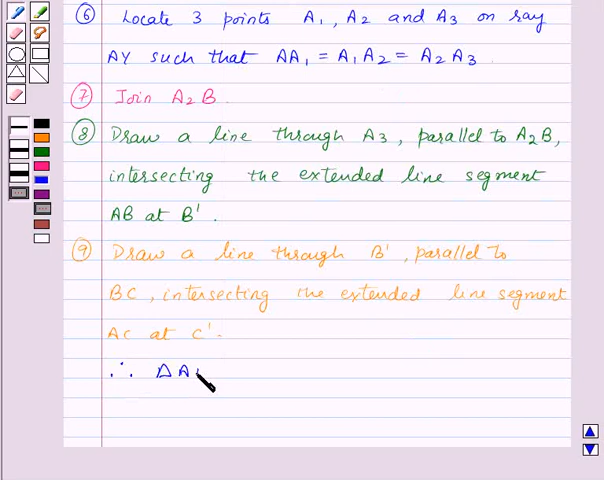 ⑥ Locate 3 points A₁, A₂ and A₃ on ray
AY such that AA₁ = A₁A₂ = A₂A₃
⑦ Join A₂B.
⑧ Draw a line through A₃, parallel to A₂B,
intersecting the extended line segment
AB at B'.
⑨ Draw a line through B', parallel to
BC, intersecting the extended line segment
AC at C'.
∴ Δ A